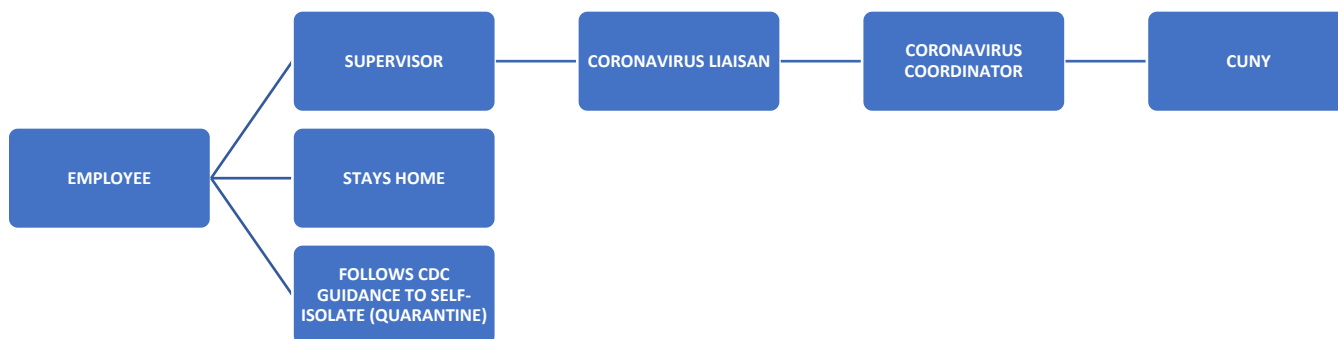 SUPERVISOR
CORONAVIRUS LIAISAN
CORONAVIRUS
COORDINATOR
CUNY
EMPLOYEE
STAYS HOME
FOLLOWS CDC
GUIDANCE TO SELF-
ISOLATE (QUARANTINE)